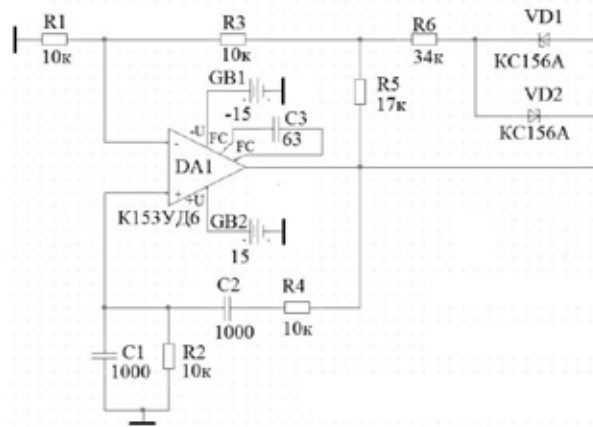 R1
10к
R3
10к
R6
34к
VD1
КС156А
GB1
-15
R5
17к
VD2
КС156А
-U
FC
C3
63
FC
-
DA1
+
+U
К153УД6
GB2
15
C2
1000
R4
10к
C1
1000
R2
10к